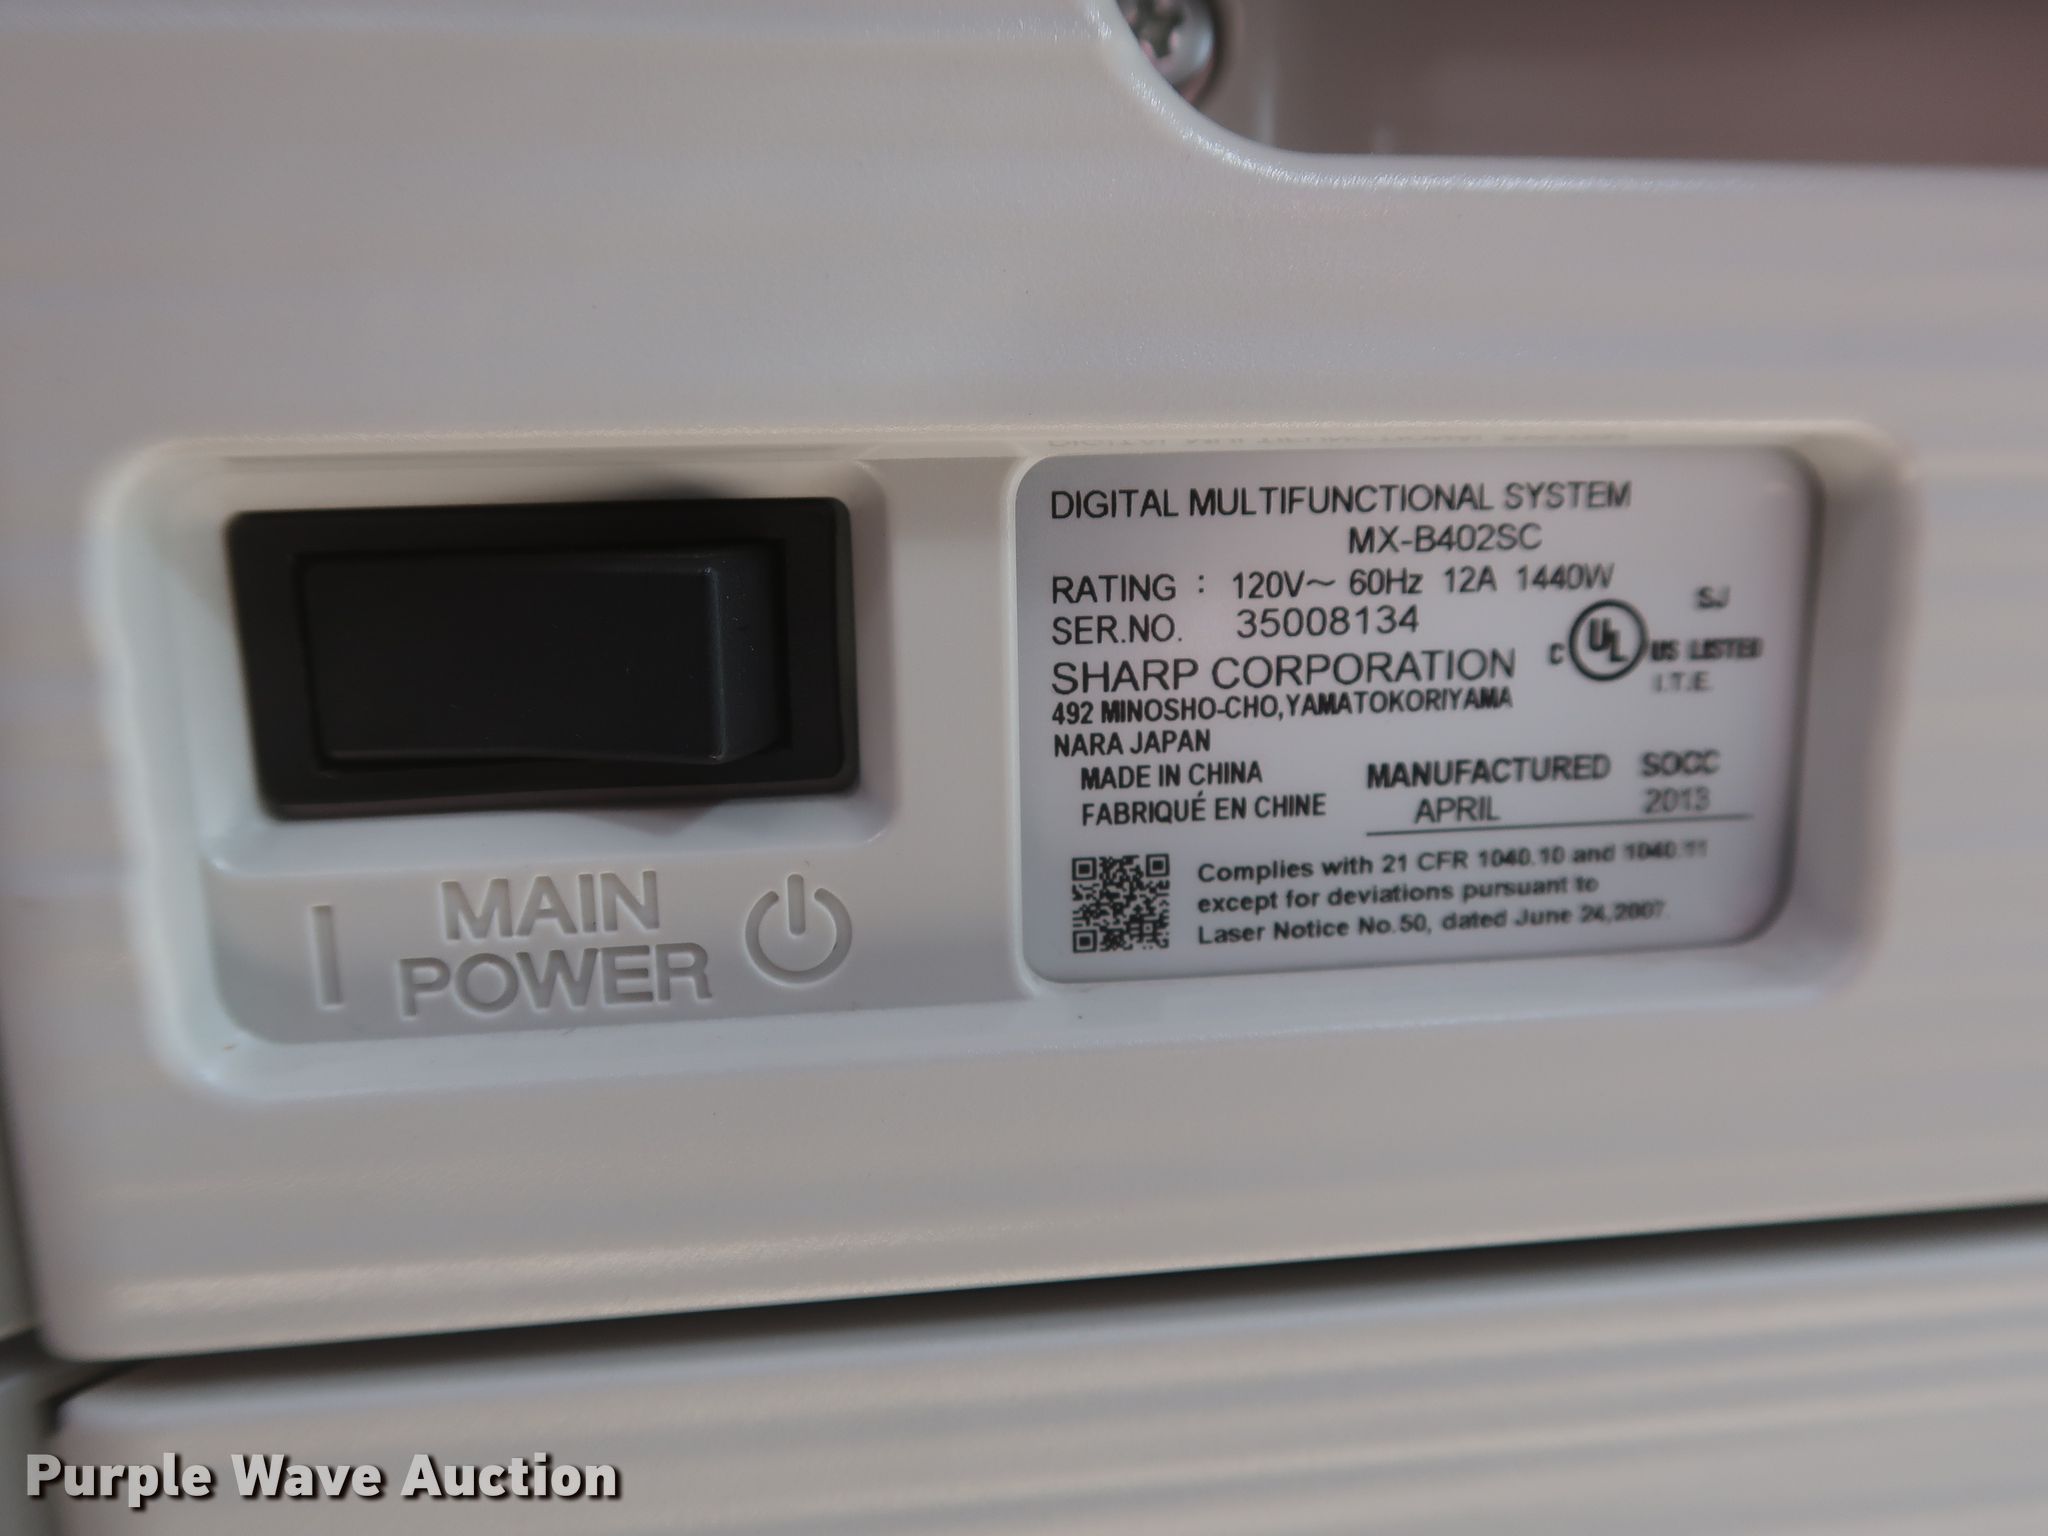 DIGITAL MULTIFUNCTIONAL SYSTEM
MX-B402SC
RATING : 120V~ 60Hz 12A 1440W
SER.NO. 35008134
SJ
SHARP CORPORATION
C UL US LISTED
I.T.E.
492 MINOSHO-CHO,YAMATOKORIYAMA
NARA JAPAN
MADE IN CHINA
FABRIQUÉ EN CHINE
MANUFACTURED SOCC
APRIL 2013
Complies with 21 CFR 1040.10 and 1040.11
except for deviations pursuant to
Laser Notice No.50, dated June 24,2007.
MAIN
POWER
Purple Wave Auction